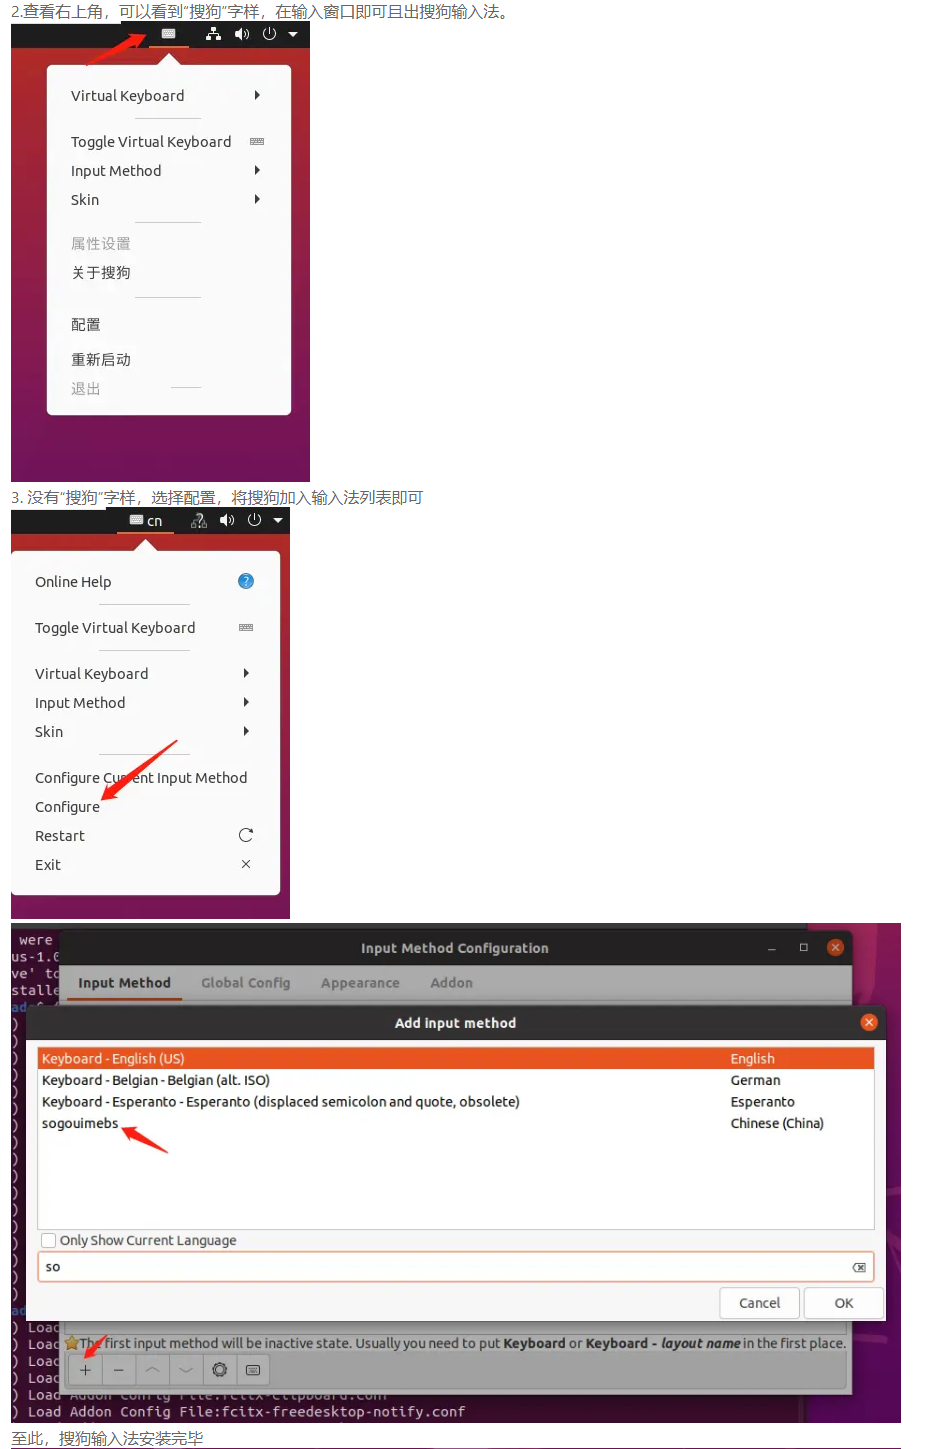 2.查看右上角，可以看到“搜狗”字样，在输入窗口即可且出搜狗输入法。
Virtual Keyboard
Toggle Virtual Keyboard
Input Method
Skin
属性设置
关于搜狗
配置
重新启动
退出
3. 没有“搜狗”字样，选择配置，将搜狗加入输入法列表即可
cn
Online Help
Toggle Virtual Keyboard
Virtual Keyboard
Input Method
Skin
Configure Current Input Method
Configure
Restart
Exit
were
us-1.0
ve' to
stalle
Input Method Configuration
Input Method Global Config Appearance Addon
Add input method
Keyboard - English (US) English
Keyboard - Belgian - Belgian (alt. ISO) German
Keyboard - Esperanto - Esperanto (displaced semicolon and quote, obsolete) Esperanto
sogouimebs Chinese (China)
Only Show Current Language
so
Cancel OK
) Load
The first input method will be inactive state. Usually you need to put Keyboard or Keyboard - layout name in the first place.
) Load
) Load
) Load
) Load Addon Config File:fcitx-clipboard.conf
) Load Addon Config File:fcitx-freedesktop-notify.conf
至此，搜狗输入法安装完毕